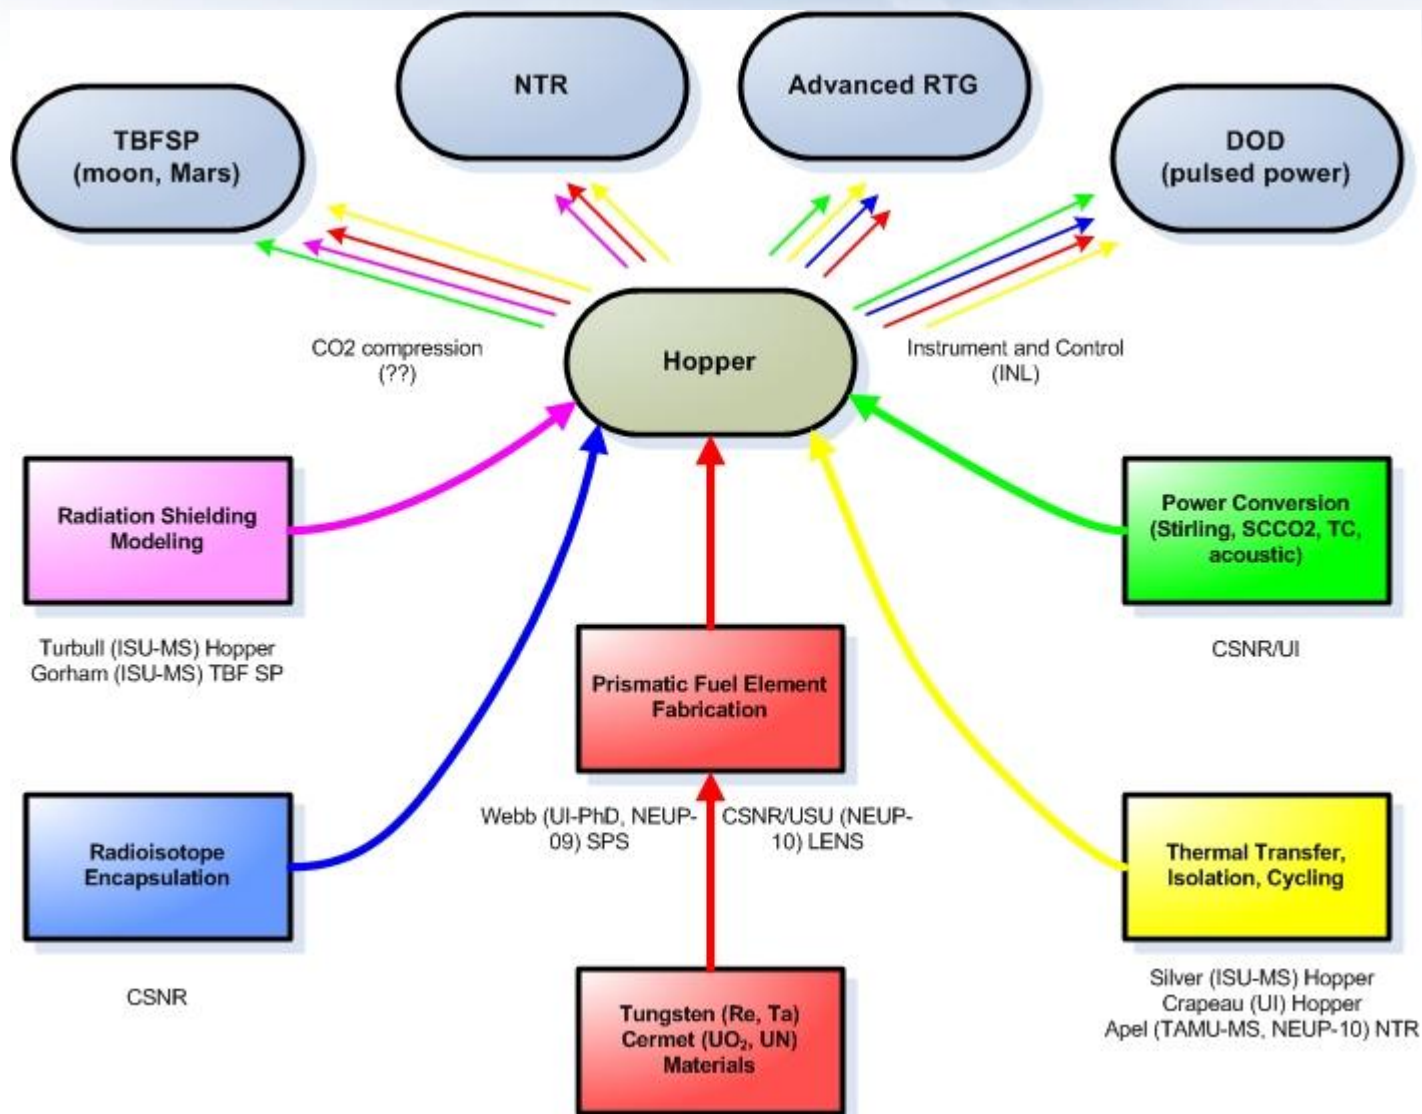 NTR
Advanced RTG
TBFSP
(moon, Mars)
DOD
(pulsed power)
CO2 compression
(??)
Hopper
Instrument and Control
(INL)
Radiation Shielding
Modeling
Power Conversion
(Stirling, SCCO2, TC,
acoustic)
Turbull (ISU-MS) Hopper
Gorham (ISU-MS) TBF SP
CSNR/UI
Prismatic Fuel Element
Fabrication
Webb (UI-PhD, NEUP-
09) SPS
CSNR/USU (NEUP-
10) LENS
Radioisotope
Encapsulation
Thermal Transfer,
Isolation, Cycling
CSNR
Silver (ISU-MS) Hopper
Crapeau (UI) Hopper
Apel (TAMU-MS, NEUP-10) NTR
Tungsten (Re, Ta)
Cermet (UO₂, UN)
Materials